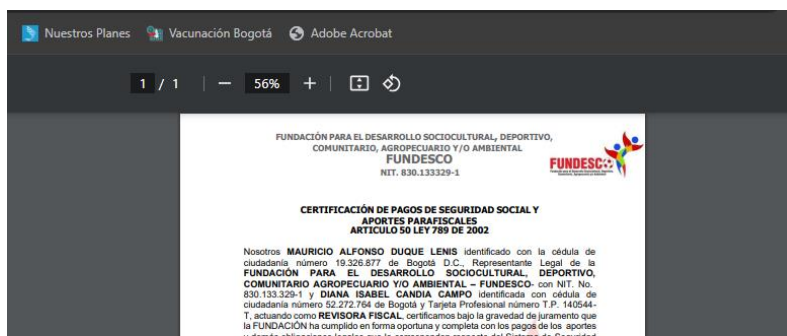 Nuestros Planes Vacunación Bogotá Adobe Acrobat
1 / 1 56%
FUNDACIÓN PARA EL DESARROLLO SOCIOCULTURAL, DEPORTIVO,
COMUNITARIO, AGROPECUARIO Y/O AMBIENTAL
FUNDESCO
NIT. 830.133329-1
FUNDESCO
CERTIFICACIÓN DE PAGOS DE SEGURIDAD SOCIAL Y
APORTES PARAFISCALES
ARTICULO 50 LEY 789 DE 2002
Nosotros MAURICIO ALFONSO DUQUE LENIS identificado con la cédula de
ciudadanía número 19.326.877 de Bogotá D.C., Representante Legal de la
FUNDACIÓN PARA EL DESARROLLO SOCIOCULTURAL, DEPORTIVO,
COMUNITARIO AGROPECUARIO Y/O AMBIENTAL – FUNDESCO- con NIT. No.
830.133.329-1 y DIANA ISABEL CANDIA CAMPO identificada con cédula de
ciudadanía número 52.272.764 de Bogotá y Tarjeta Profesional número T.P. 140544-
T, actuando como REVISORA FISCAL, certificamos bajo la gravedad de juramento que
la FUNDACIÓN ha cumplido en forma oportuna y completa con los pagos de los aportes